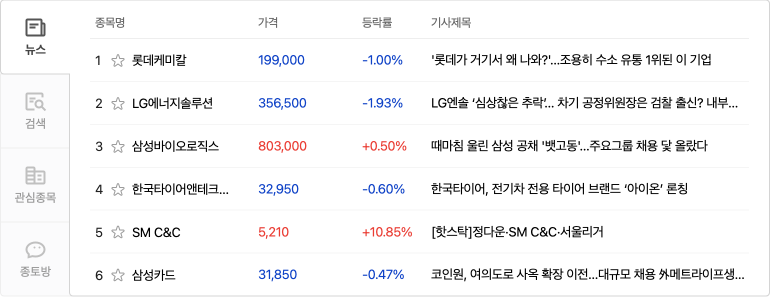 뉴스
검색
관심종목
종토방
종목명 가격 등락률 기사제목
1 롯데케미칼 199,000 -1.00% '롯데가 거기서 왜 나와?'...조용히 수소 유통 1위된 이 기업
2 LG에너지솔루션 356,500 -1.93% LG엔솔 ‘심상찮은 추락’... 차기 공정위원장은 검찰 출신? 내부...
3 삼성바이오로직스 803,000 +0.50% 때마침 울린 삼성 공채 '뱃고동'...주요그룹 채용 닻 올랐다
4 한국타이어앤테크... 32,950 -0.60% 한국타이어, 전기차 전용 타이어 브랜드 ‘아이온’ 론칭
5 SM C&C 5,210 +10.85% [핫스탁]정다운·SM C&C·서울리거
6 삼성카드 31,850 -0.47% 코인원, 여의도로 사옥 확장 이전...대규모 채용 外메트라이프생...